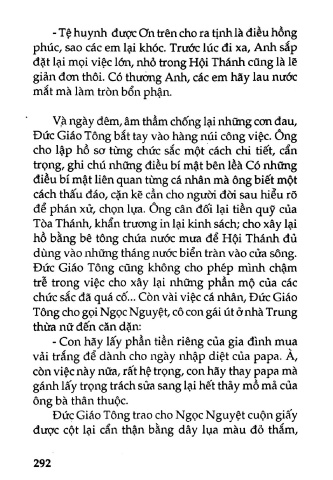 - Tệ huynh được Ơn trên cho ra tịnh là điều hồng
phúc, sao các em lại khóc. Trước lúc đi xa, Anh sắp
đặt lại mọi việc lớn, nhỏ trong Hội Thánh cũng là lẽ
giản đơn thôi. Có thương Anh, các em hãy lau nước
mắt mà làm tròn bổn phận.
Và ngày đêm, âm thầm chống lại những cơn đau,
Đức Giáo Tông bắt tay vào hàng núi công việc. Ông
cho lập hồ sơ từng chức sắc một cách chi tiết, cẩn
trọng, ghi chú những điều bí mật bên lềà Có những
điều bí mật liên quan từng cá nhân mà ông biết một
cách thấu đáo, cặn kẽ cần cho người đời sau hiểu rõ
để phán xử, chọn lựa. Ông cân đối lại tiền quỹ của
Tòa Thánh, khẩn trương in lại kinh sách; cho xây lại
hồ bằng bê tông chứa nước mưa để Hội Thánh đủ
dùng vào những tháng nước biển tràn vào cửa sông.
Đức Giáo Tông cũng không cho phép mình chậm
trễ trong việc cho xây lại những phần mộ của các
chức sắc đã quá cố... Còn vài việc cá nhân, Đức Giáo
Tông cho gọi Ngọc Nguyệt, cô con gái út ở nhà Trung
thừa nữ đến căn dặn:
- Con hãy lấy phần tiền riêng của gia đình mua
vải trắng để dành cho ngày nhập diệt của papa. À,
còn việc này nữa, rất hệ trọng, con hãy thay papa mà
gánh lấy trọng trách sửa sang lại hết thảy mồ mả của
ông bà thân thuộc.
Đức Giáo Tông trao cho Ngọc Nguyệt cuộn giấy
được cột lại cẩn thận bằng dây lụa màu đỏ thắm,
292